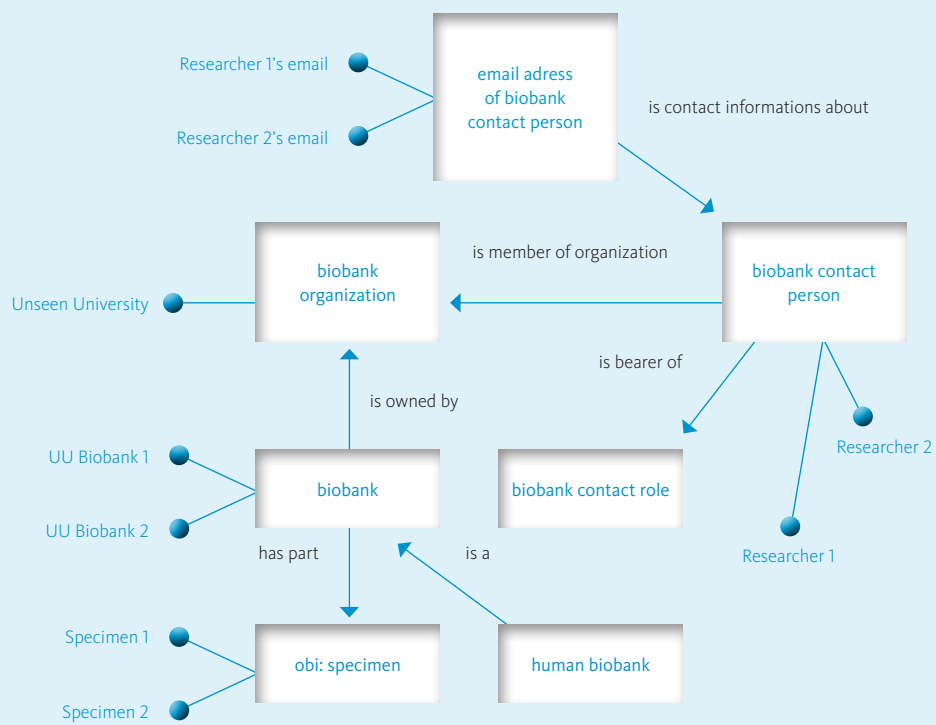 Researcher 1's email
email adress
of biobank
contact person
is contact informations about
Researcher 2's email
biobank
organization
is member of organization
biobank contact
person
Unseen University
is bearer of
is owned by
Researcher 2
UU Biobank 1
biobank
biobank contact role
UU Biobank 2
has part
is a
Researcher 1
Specimen 1
obi: specimen
human biobank
Specimen 2